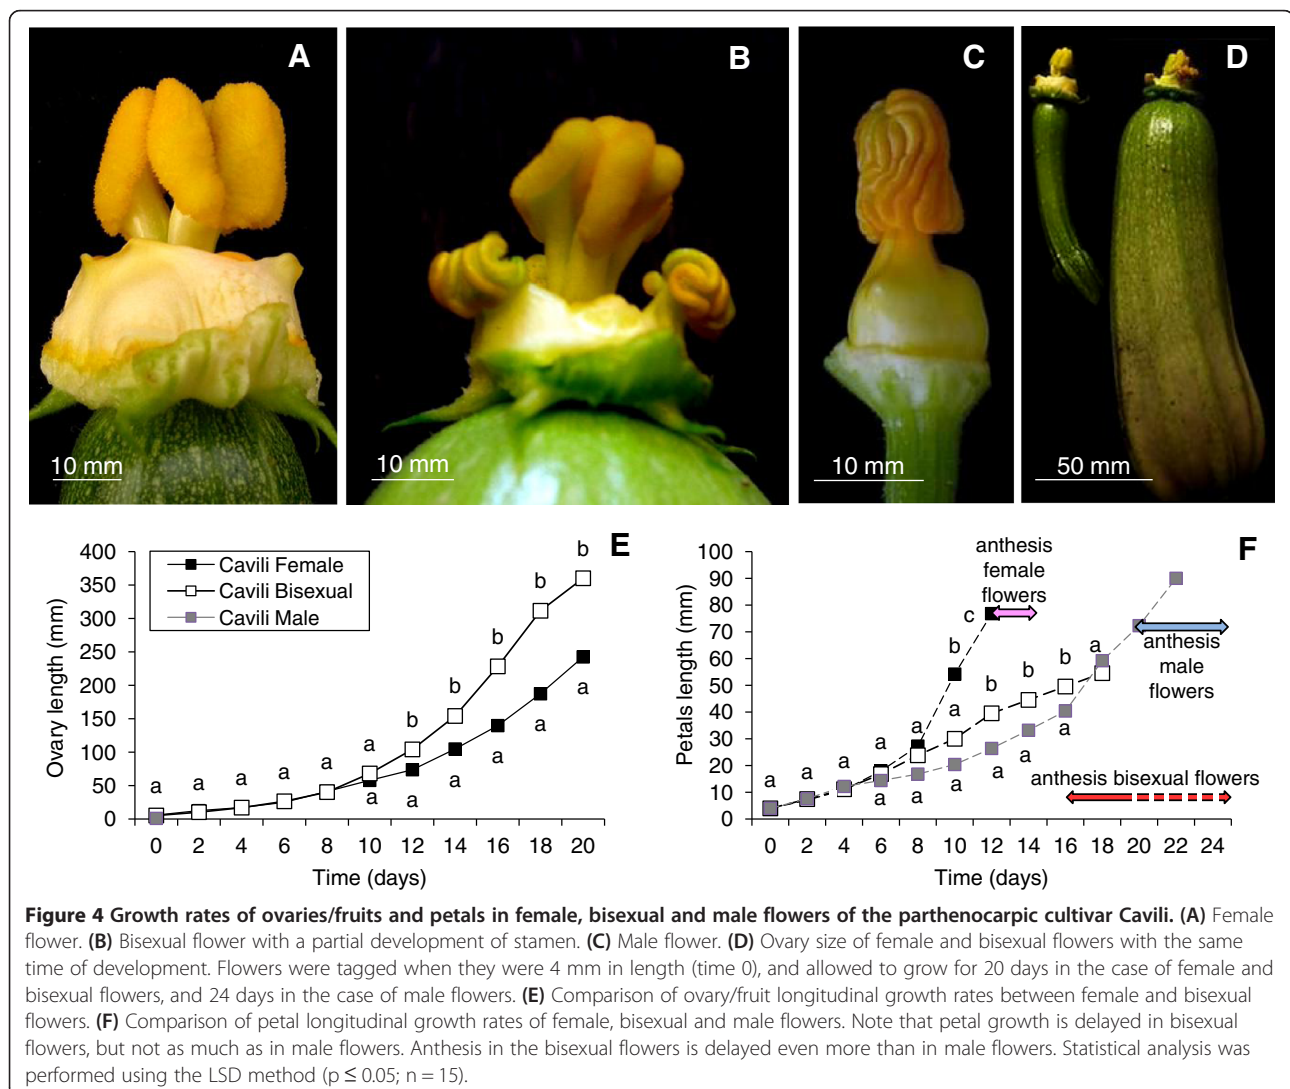 A
B
C
D
10 mm
10 mm
10 mm
50 mm
E
Ovary length (mm)
400
350
300
250
200
150
100
50
0
Cavili Female
Cavili Bisexual
Cavili Male
a a a a a a b b b b b
a a a a a a
0 2 4 6 8 10 12 14 16 18 20
Time (days)
F
Petals length (mm)
100
90
80
70
60
50
40
30
20
10
0
anthesis
female
flowers
anthesis
male
flowers
anthesis bisexual flowers
a a a a a b c
a b b b a
a a a a a a
0 2 4 6 8 10 12 14 16 18 20 22 24
Time (days)
Figure 4 Growth rates of ovaries/fruits and petals in female, bisexual and male flowers of the parthenocarpic cultivar Cavili. (A) Female
flower. (B) Bisexual flower with a partial development of stamen. (C) Male flower. (D) Ovary size of female and bisexual flowers with the same
time of development. Flowers were tagged when they were 4 mm in length (time 0), and allowed to grow for 20 days in the case of female and
bisexual flowers, and 24 days in the case of male flowers. (E) Comparison of ovary/fruit longitudinal growth rates between female and bisexual
flowers. (F) Comparison of petal longitudinal growth rates of female, bisexual and male flowers. Note that petal growth is delayed in bisexual
flowers, but not as much as in male flowers. Anthesis in the bisexual flowers is delayed even more than in male flowers. Statistical analysis was
performed using the LSD method (p ≤ 0.05; n = 15).